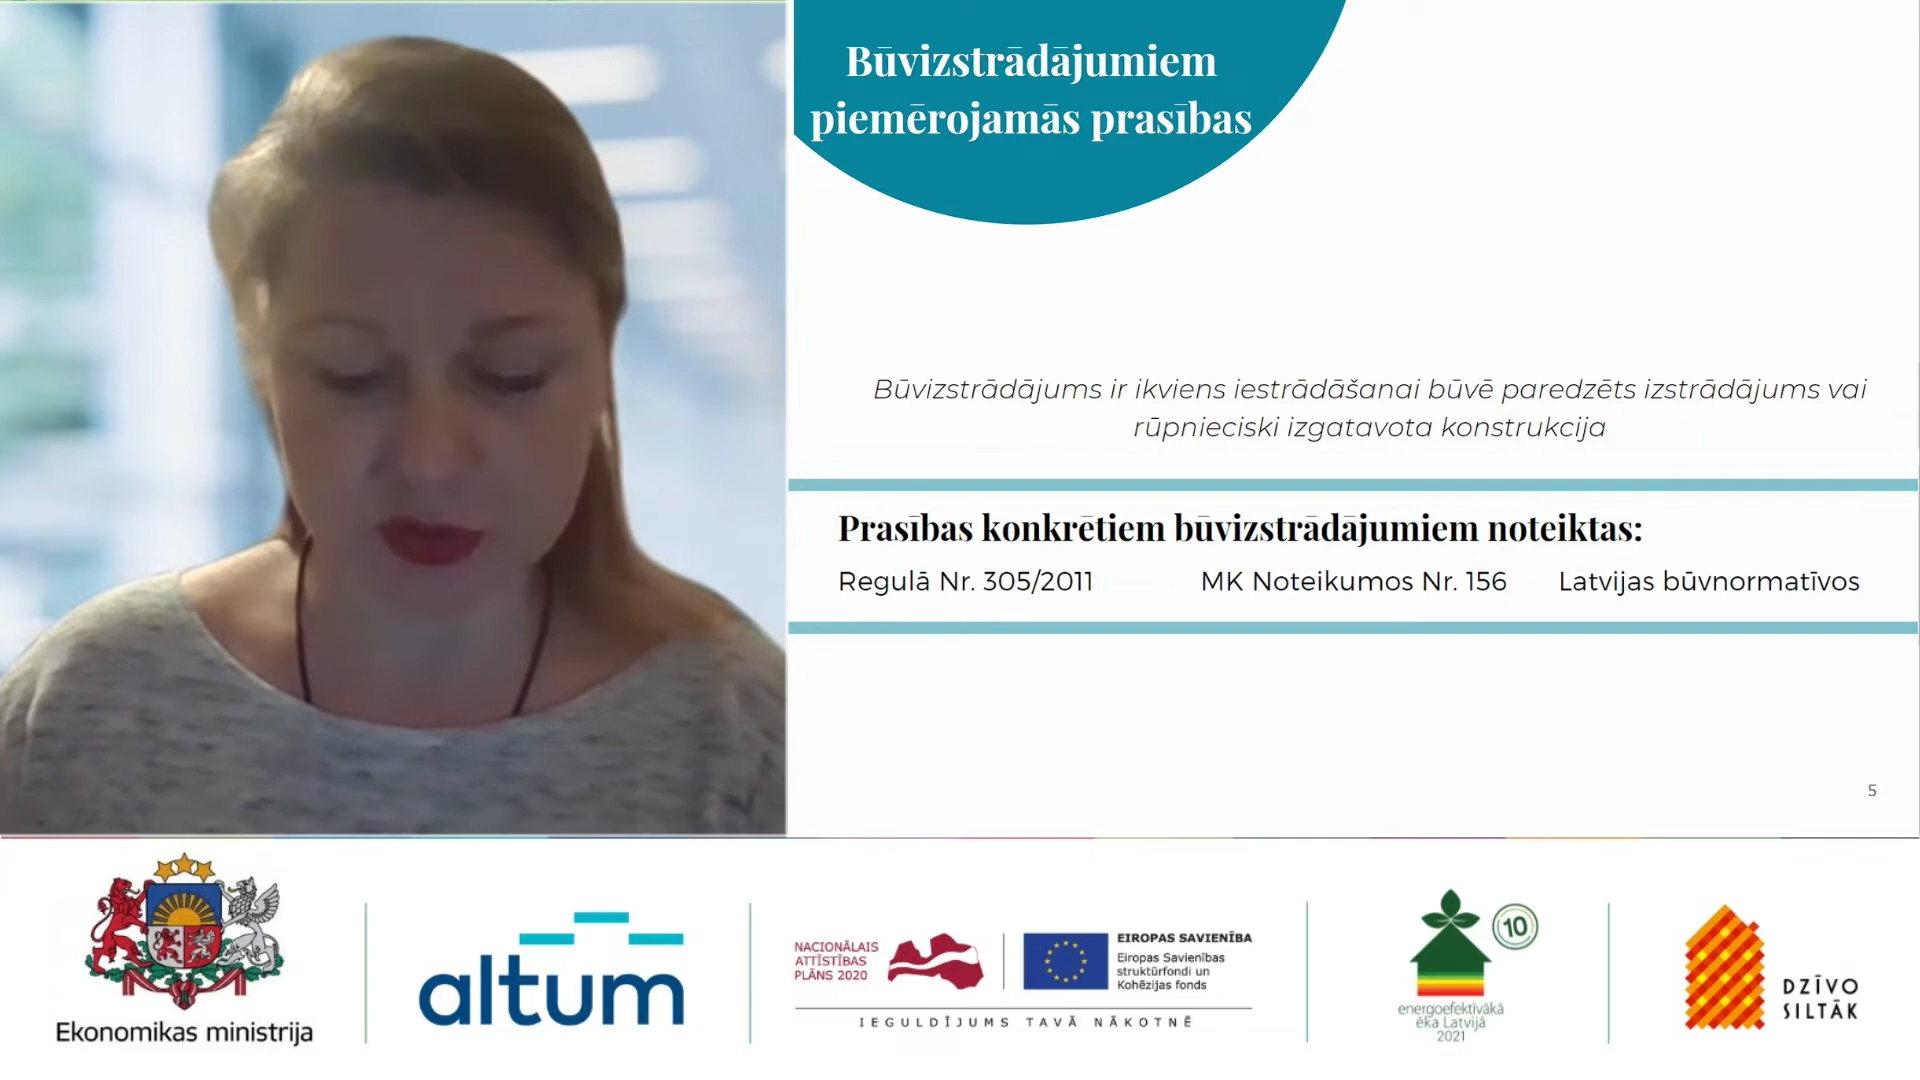 Būvizstrādājumiem
piemērojamās prasības
Būvizstrādājums ir ikviens iestrādāšanai būvē paredzēts izstrādājums vai
rūpnieciski izgatavota konstrukcija
Prasības konkrētiem būvizstrādājumiem noteiktas:
Regulā Nr. 305/2011 MK Noteikumos Nr. 156 Latvijas būvnormatīvos
5
Ekonomikas ministrija
altum
NACIONĀLAIS
ATTĪSTĪBAS
PLĀNS 2020
EIROPAS SAVIENĪBA
Eiropas Savienības
struktūrfondi un
Kohēzijas fonds
IEGULDĪJUMS TAVĀ NĀKOTNĒ
10
energoefektīvākā
ēka Latvijā
2021
DZĪVO
SILTĀK